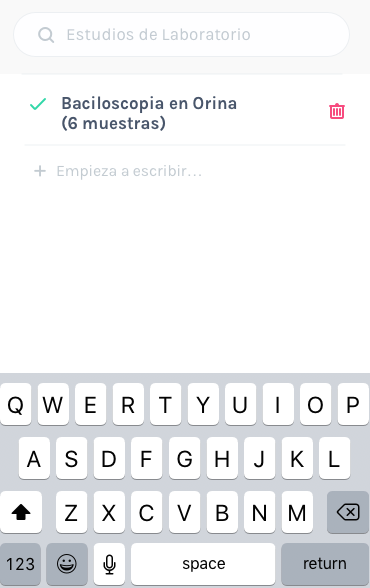 Estudios de Laboratorio
Baciloscopia en Orina
(6 muestras)
Empieza a escribir...
Q W E R T Y U I O P
A S D F G H J K L
Z X C V B N M
123 space return